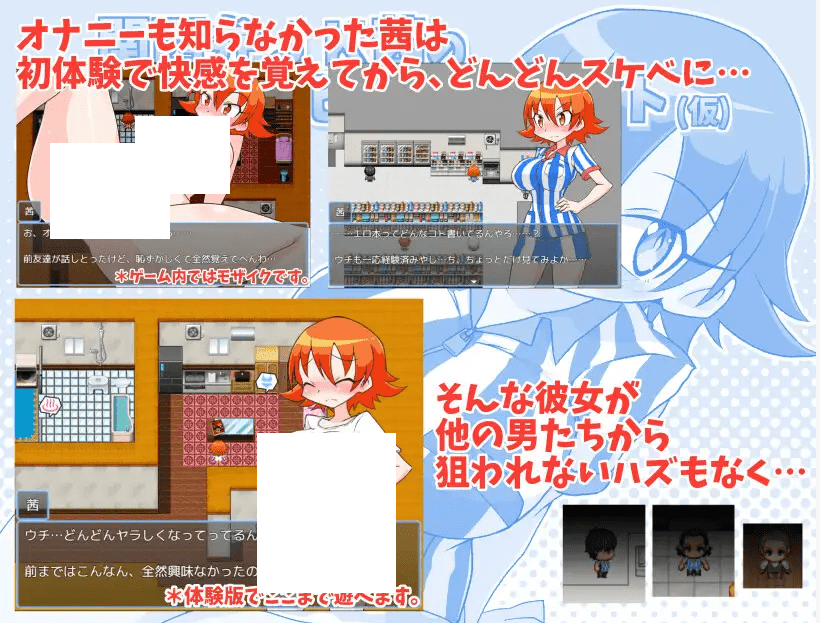 オナニーも知らなかった茜は
初体験で快感を覚えてから、どんどんスケベに…
(仮)
茜
お、オ
前友達が話しとったけど、恥ずかしくて全然覚えてへんわ…
*ゲーム内ではモザイクです。
茜
……エロ本ってどんなコト書いてるんやろ……?
ウチも一応経験済みやし…ち、ちょっとだけ見てみよか……
そんな彼女が
他の男たちから
狙われないハズもなく…
茜
ウチ…どんどんヤラしくなってってるん
前まではこんなん、全然興味なかったの
*体験版でここまで遊べます。